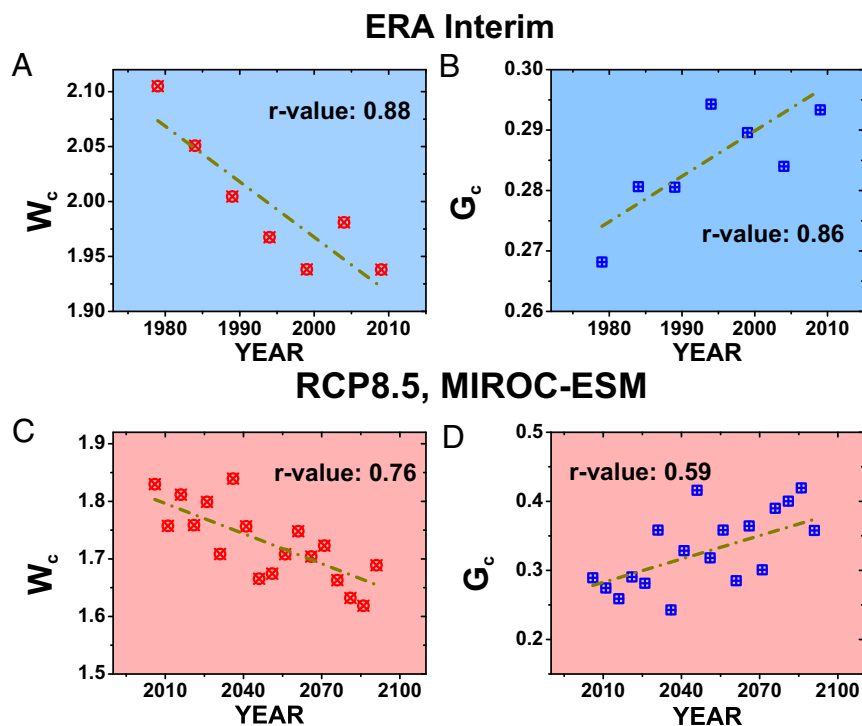 ERA Interim
A
B
2.10
2.05
2.00
1.95
1.90
W_c
r-value: 0.88
1980 1990 2000 2010
YEAR
0.30
0.29
0.28
0.27
0.26
G_c
r-value: 0.86
1980 1990 2000 2010
YEAR
RCP8.5, MIROC-ESM
C
D
1.9
1.8
1.7
1.6
1.5
W_c
r-value: 0.76
2010 2040 2070 2100
YEAR
0.5
0.4
0.3
0.2
G_c
r-value: 0.59
2010 2040 2070 2100
YEAR